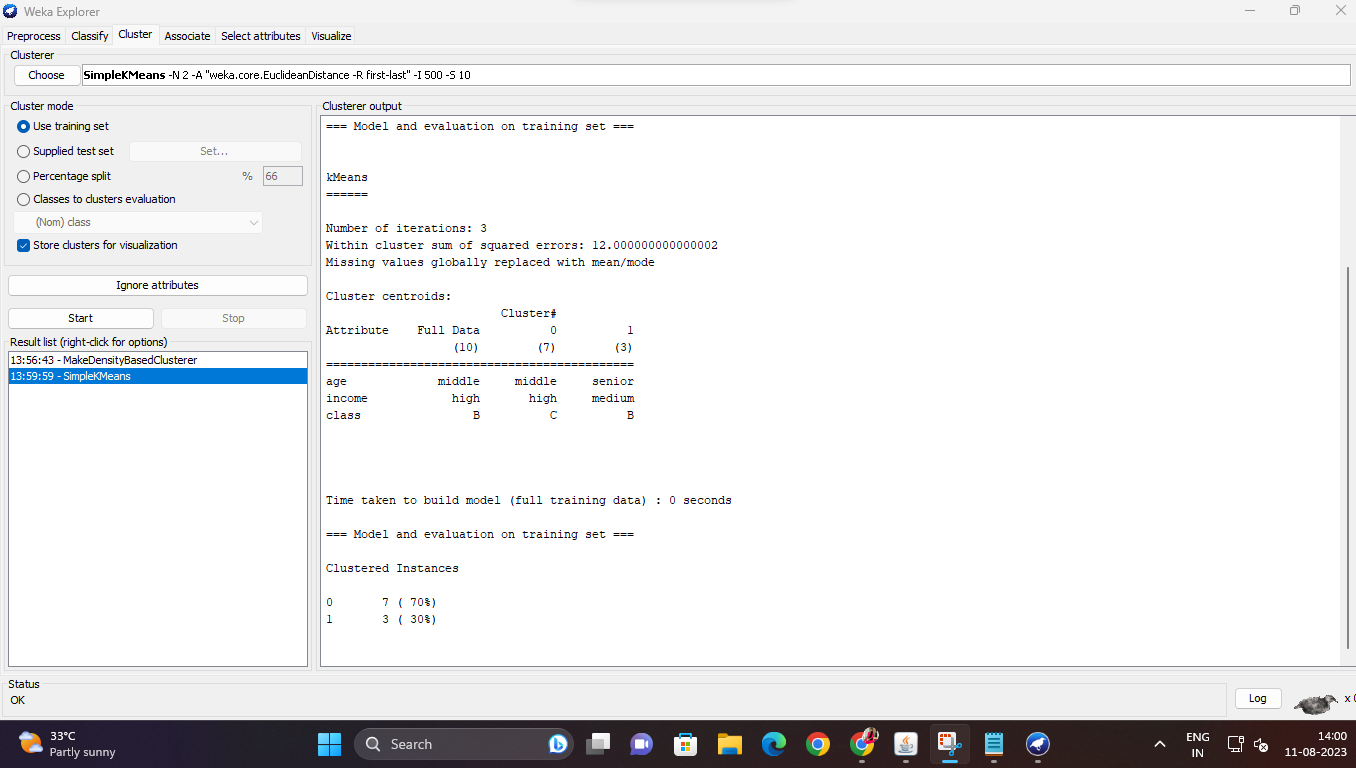 Weka Explorer
Preprocess Classify Cluster Associate Select attributes Visualize
Clusterer
Choose SimpleKMeans -N 2 -A "weka.core.EuclideanDistance -R first-last" -I 500 -S 10
Cluster mode
Use training set
Supplied test set Set...
Percentage split % 66
Classes to clusters evaluation
(Nom) class
Store clusters for visualization
Ignore attributes
Start Stop
Result list (right-click for options)
13:56:43 - MakeDensityBasedClusterer
13:59:59 - SimpleKMeans
Clusterer output
=== Model and evaluation on training set ===
kMeans
======
Number of iterations: 3
Within cluster sum of squared errors: 12.000000000000002
Missing values globally replaced with mean/mode
Cluster centroids:
Cluster#
Attribute Full Data 0 1
(10) (7) (3)
============================================
age middle middle senior
income high high medium
class B C B
Time taken to build model (full training data) : 0 seconds
=== Model and evaluation on training set ===
Clustered Instances
0 7 ( 70%)
1 3 ( 30%)
Status
OK
Log x 0
33°C
Partly sunny
Search
ENG
IN
14:00
11-08-2023